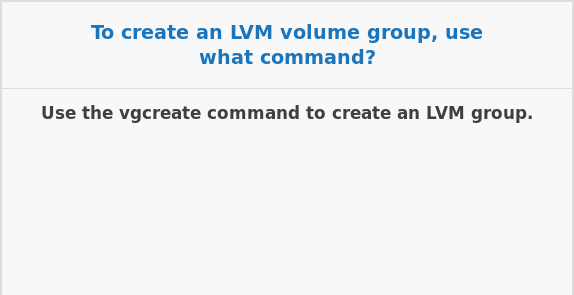 To create an LVM volume group, use
what command?
Use the vgcreate command to create an LVM group.